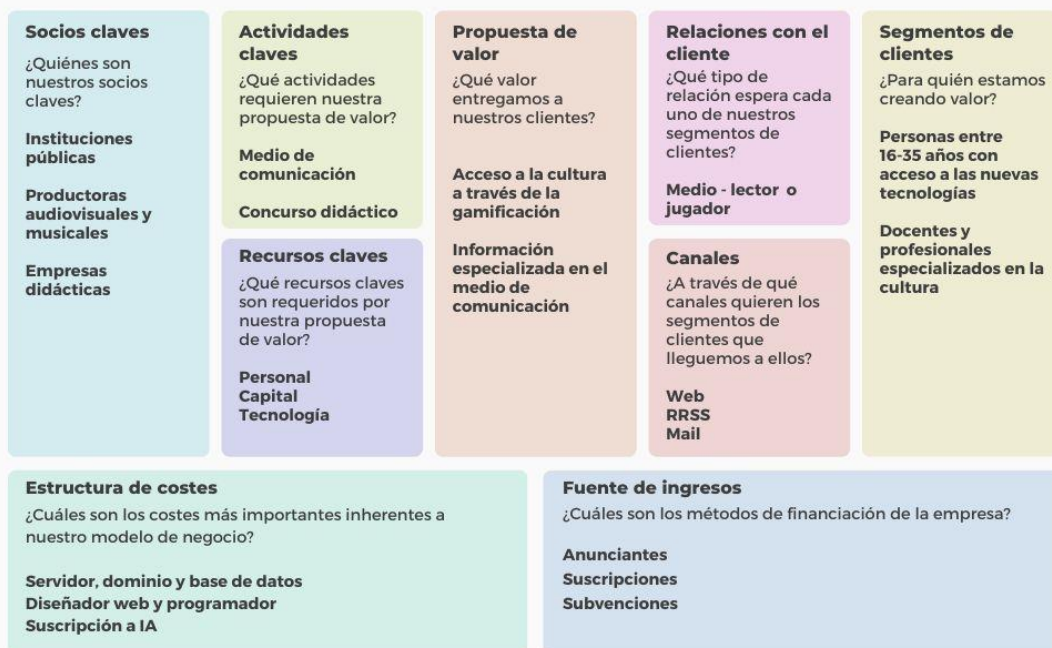 Socios claves
¿Quiénes son
nuestros socios
claves?
Instituciones
públicas
Productoras
audiovisuales y
musicales
Empresas
didácticas
Actividades
claves
¿Qué actividades
requieren nuestra
propuesta de valor?
Medio de
comunicación
Concurso didáctico
Recursos claves
¿Qué recursos claves
son requeridos por
nuestra propuesta
de valor?
Personal
Capital
Tecnología
Propuesta de
valor
¿Qué valor
entregamos a
nuestros clientes?
Acceso a la cultura
a través de la
gamificación
Información
especializada en el
medio de
comunicación
Relaciones con el
cliente
¿Qué tipo de
relación espera cada
uno de nuestros
segmentos de
clientes?
Medio - lector o
jugador
Canales
¿A través de qué
canales quieren los
segmentos de
clientes que
lleguemos a ellos?
Web
RRSS
Mail
Segmentos de
clientes
¿Para quién estamos
creando valor?
Personas entre
16-35 años con
acceso a las nuevas
tecnologías
Docentes y
profesionales
especializados en la
cultura
Estructura de costes
¿Cuáles son los costes más importantes inherentes a
nuestro modelo de negocio?
Servidor, dominio y base de datos
Diseñador web y programador
Suscripción a IA
Fuente de ingresos
¿Cuáles son los métodos de financiación de la empresa?
Anunciantes
Suscripciones
Subvenciones